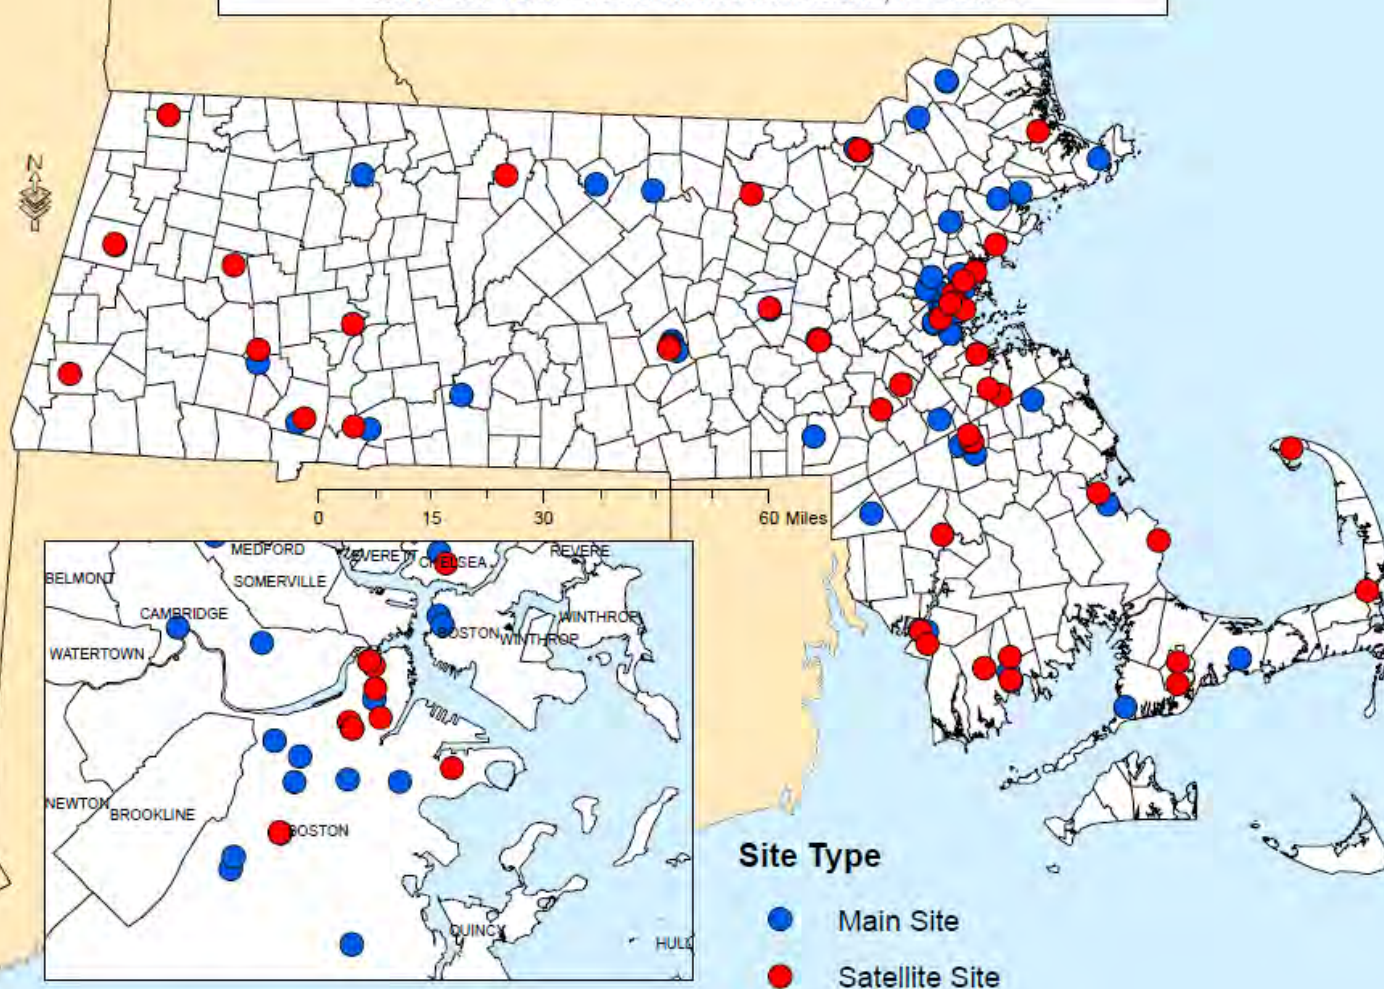 N
0 15 30 60 Miles
MEDFORD
EVERETT
CHELSEA
REVERE
BELMONT
SOMERVILLE
CAMBRIDGE
WINTHROP
BOSTON
WINTHROP
WATERTOWN
NEWTON
BROOKLINE
BOSTON
QUINCY
HULL
Site Type
Main Site
Satellite Site